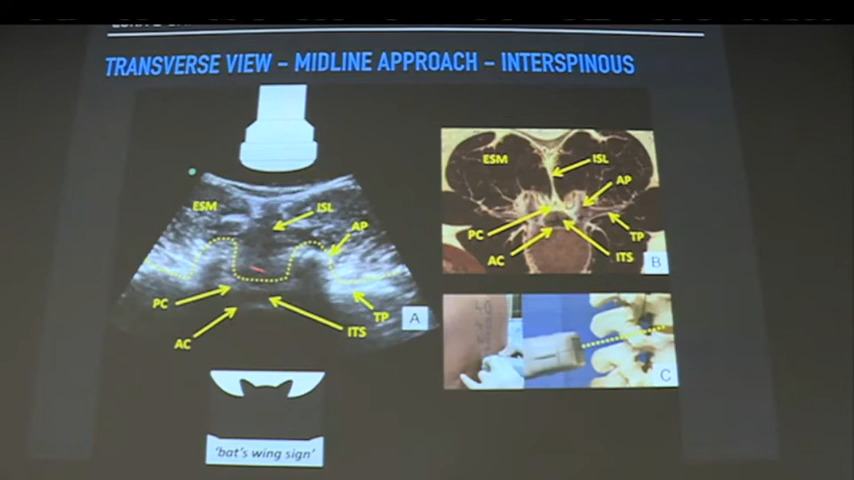 TRANSVERSE VIEW – MIDLINE APPROACH – INTERSPINOUS
ESM
ISL
AP
PC
AC
TP
ITS
A
ESM
ISL
AP
PC
AC
TP
ITS
B
C
'bat's wing sign'